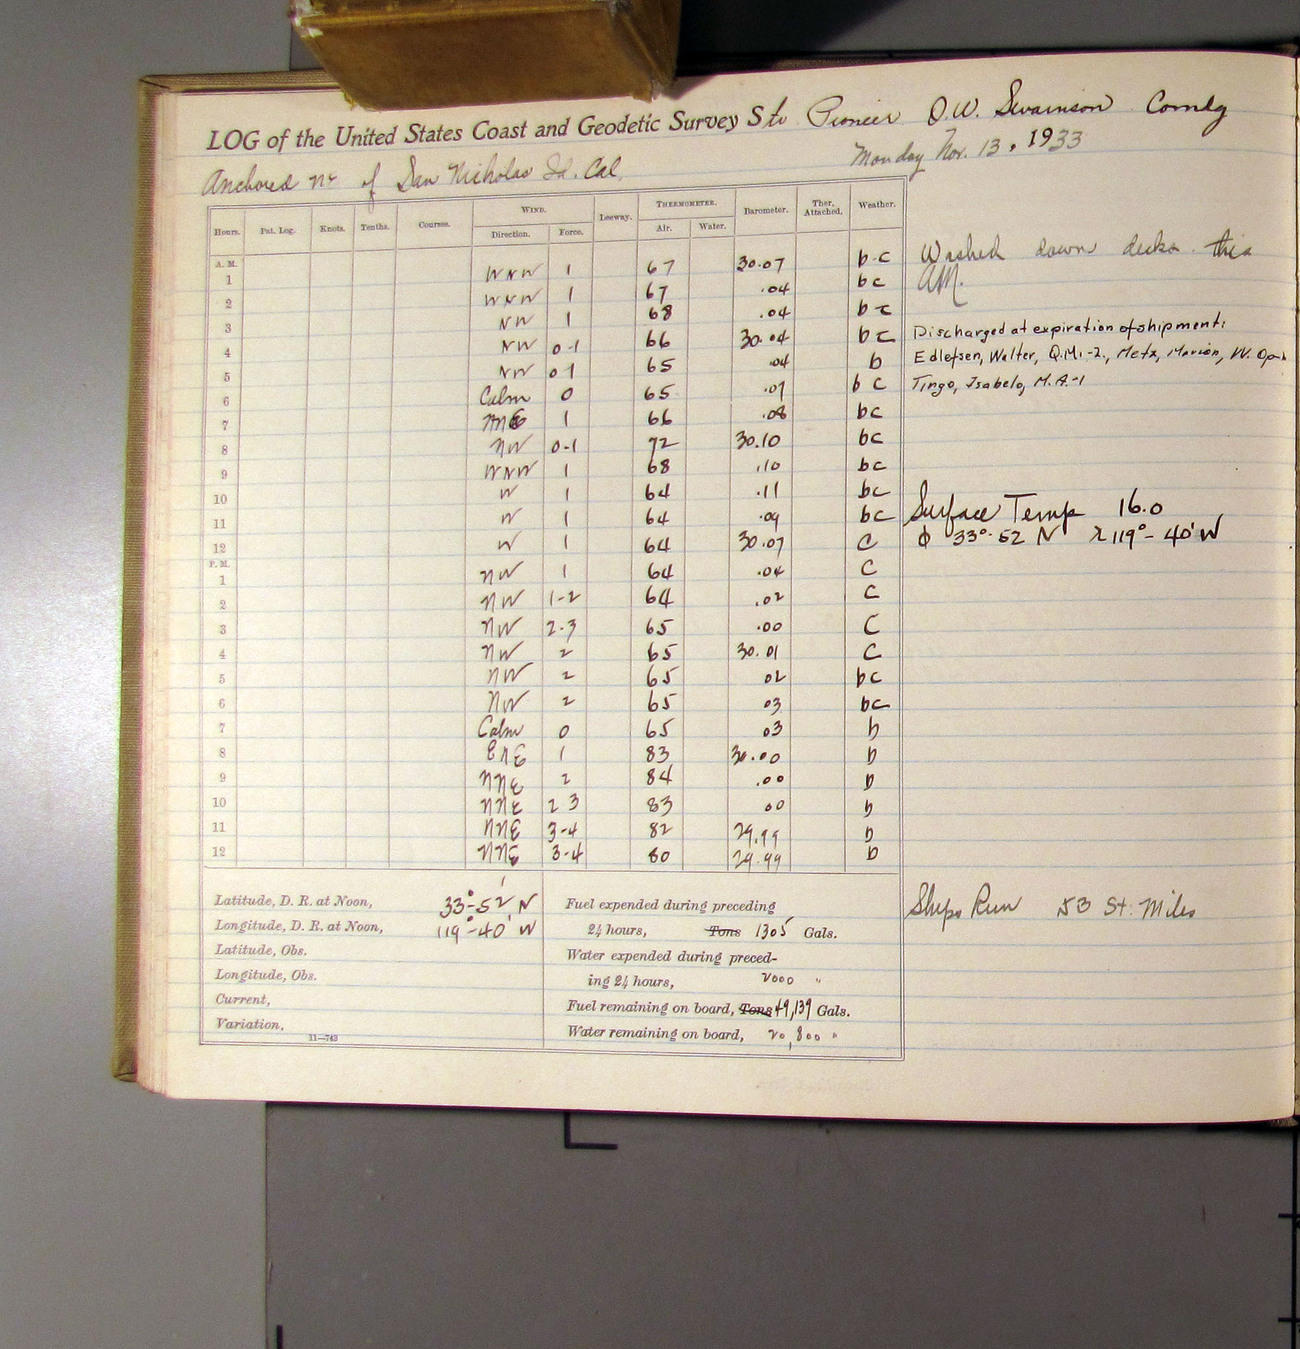 LOG of the United States Coast and Geodetic Survey Str Pioneer O.W. Swainson Comdg
Anchored of San Nicholas Id. Cal. Monday Nov. 13, 1933
Hours. Pat. Log. Knots. Tenths. Courses. WIND. Leeway. THERMOMETER. Barometer. Ther. Attached. Weather.
Direction. Force. Air. Water.
A. M.
1 WNW 1 67 30.07 b-c
2 WNW 1 67 .04 bc
3 NW 1 68 .04 bc
4 NW 0-1 66 30.04 bc
5 NW 0 1 65 .04 b
6 Calm 0 65 .07 b c
7 NNE 1 66 .08 bc
8 NW 0-1 72 30.10 bc
9 WNW 1 68 .10 bc
10 W 1 64 .11 bc
11 W 1 64 .09 bc
12 W 1 64 30.07 C
P. M.
1 NW 1 64 .04 C
2 NW 1-2 64 .02 C
3 NW 2-3 65 .00 C
4 NW 2 65 30.01 C
5 NW 2 65 02 bc
6 NW 2 65 03 bc
7 Calm 0 65 03 b
8 ENE 1 83 30.00 b
9 NNE 2 84 .00 b
10 NNE 2 3 83 00 b
11 NNE 3-4 82 29.99 b
12 NNE 3-4 80 29.99 b
Washed down decks this
AM.
Discharged at expiration of shipment:
Edlefsen, Walter, Q.M.-2., Metz, Marion, W. Opr
Tingo, Isabelo, M.A.-1
Surface Temp 16.0
φ 33°-52 N λ 119°-40' W
Latitude, D. R. at Noon, 33°-52' N
Longitude, D. R. at Noon, 119°-40' W
Latitude, Obs.
Longitude, Obs.
Current,
Variation,
11—743
Fuel expended during preceding
24 hours, Tons 1305 Gals.
Water expended during preced-
ing 24 hours, 2000 "
Fuel remaining on board, Tons 49,139 Gals.
Water remaining on board, 20,800 "
Ships Run 53 St. Miles